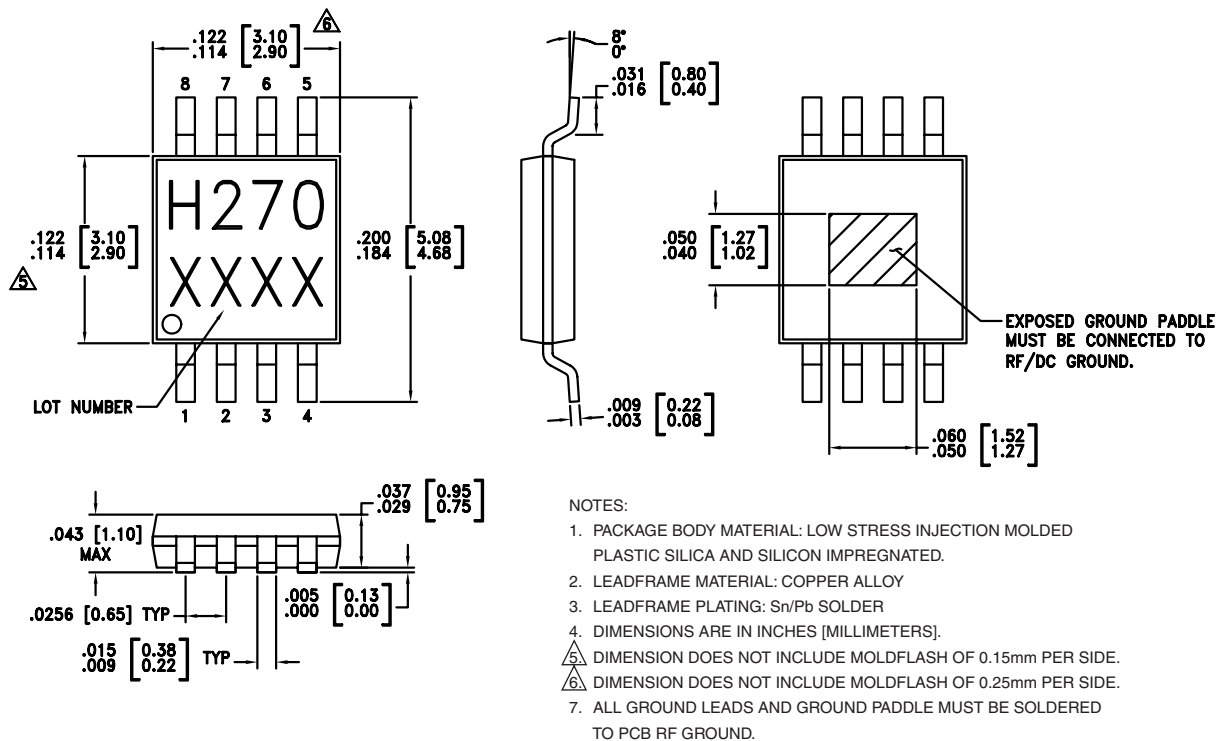 .122 [3.10]
.114 [2.90]
6
8 7 6 5
H270
XXXX
.122 [3.10]
.114 [2.90]
5
.200 [5.08]
.184 [4.68]
LOT NUMBER
1 2 3 4
8°
0°
.031 [0.80]
.016 [0.40]
.009 [0.22]
.003 [0.08]
.050 [1.27]
.040 [1.02]
EXPOSED GROUND PADDLE
MUST BE CONNECTED TO
RF/DC GROUND.
.060 [1.52]
.050 [1.27]
.037 [0.95]
.029 [0.75]
.043 [1.10]
MAX
.005 [0.13]
.000 [0.00]
.0256 [0.65] TYP
.015 [0.38]
.009 [0.22]
TYP
NOTES:
1. PACKAGE BODY MATERIAL: LOW STRESS INJECTION MOLDED
PLASTIC SILICA AND SILICON IMPREGNATED.
2. LEADFRAME MATERIAL: COPPER ALLOY
3. LEADFRAME PLATING: Sn/Pb SOLDER
4. DIMENSIONS ARE IN INCHES [MILLIMETERS].
5. DIMENSION DOES NOT INCLUDE MOLDFLASH OF 0.15mm PER SIDE.
6. DIMENSION DOES NOT INCLUDE MOLDFLASH OF 0.25mm PER SIDE.
7. ALL GROUND LEADS AND GROUND PADDLE MUST BE SOLDERED
TO PCB RF GROUND.